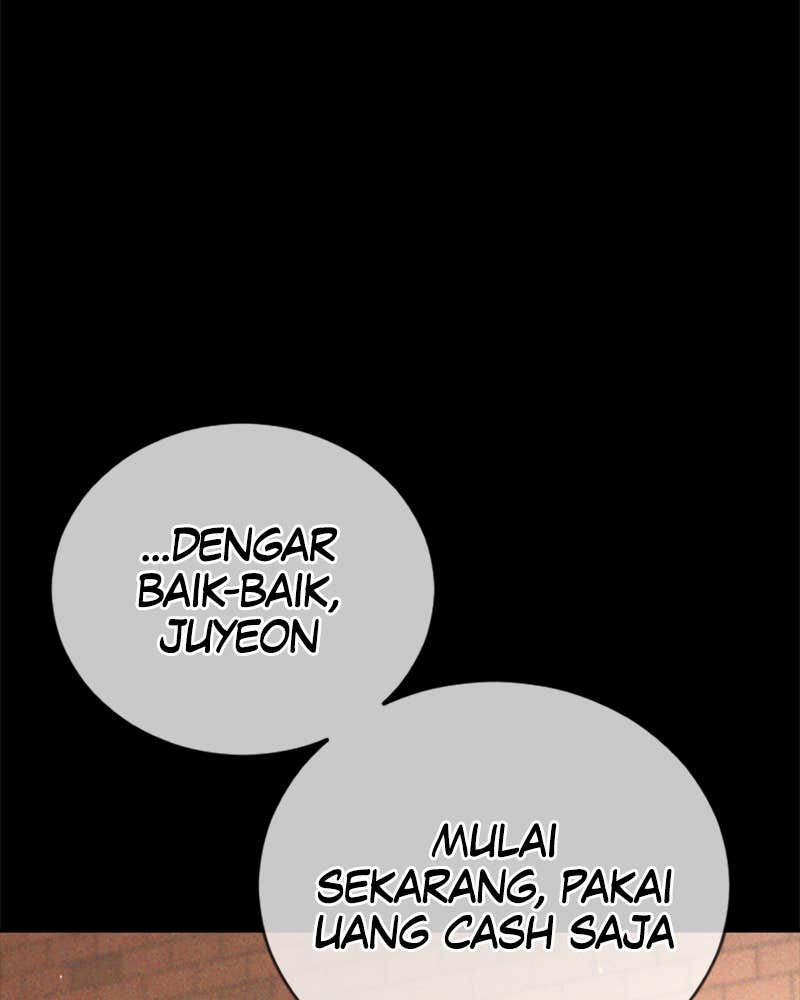 ...DENGAR
BAIK-BAIK,
JUYEON
MULAI
SEKARANG, PAKAI
UANG CASH SAJA